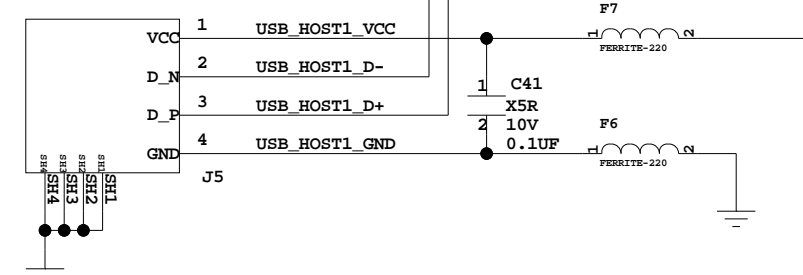 F7
1 USB_HOST1_VCC 1 2
VCC FERRITE-220
2 USB_HOST1_D-
D_N
1 C41
3 USB_HOST1_D+ X5R
D_P
2 10V F6
4 USB_HOST1_GND 0.1UF 1 2
GND FERRITE-220
SH4 SH3 SH2 SH1
SH4 SH3 SH2 SH1
J5